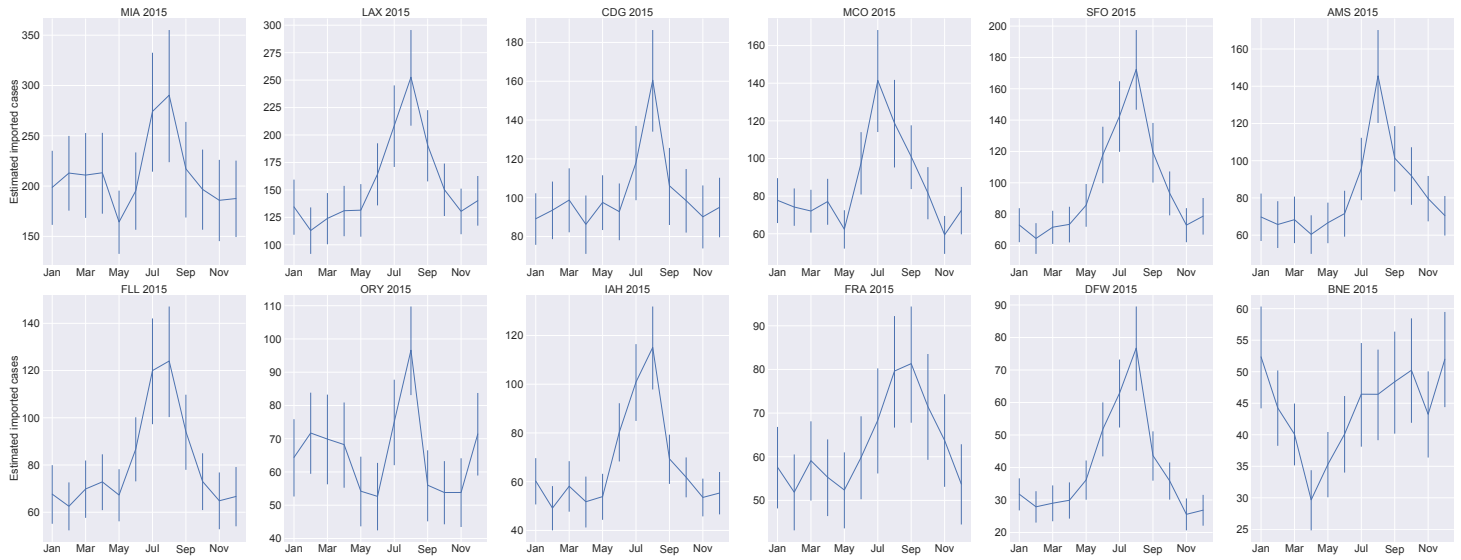 MIA 2015 LAX 2015 CDG 2015 MCO 2015 SFO 2015 AMS 2015
Estimated imported cases
350 300 250 200 150
Jan Mar May Jul Sep Nov
300 275 250 225 200 175 150 125 100
Jan Mar May Jul Sep Nov
180 160 140 120 100 80
Jan Mar May Jul Sep Nov
160 140 120 100 80 60
Jan Mar May Jul Sep Nov
200 180 160 140 120 100 80 60
Jan Mar May Jul Sep Nov
160 140 120 100 80 60
Jan Mar May Jul Sep Nov
FLL 2015 ORY 2015 IAH 2015 FRA 2015 DFW 2015 BNE 2015
Estimated imported cases
140 120 100 80 60
Jan Mar May Jul Sep Nov
110 100 90 80 70 60 50 40
Jan Mar May Jul Sep Nov
120 100 80 60 40
Jan Mar May Jul Sep Nov
90 80 70 60 50
Jan Mar May Jul Sep Nov
90 80 70 60 50 40 30 20
Jan Mar May Jul Sep Nov
60 55 50 45 40 35 30 25
Jan Mar May Jul Sep Nov